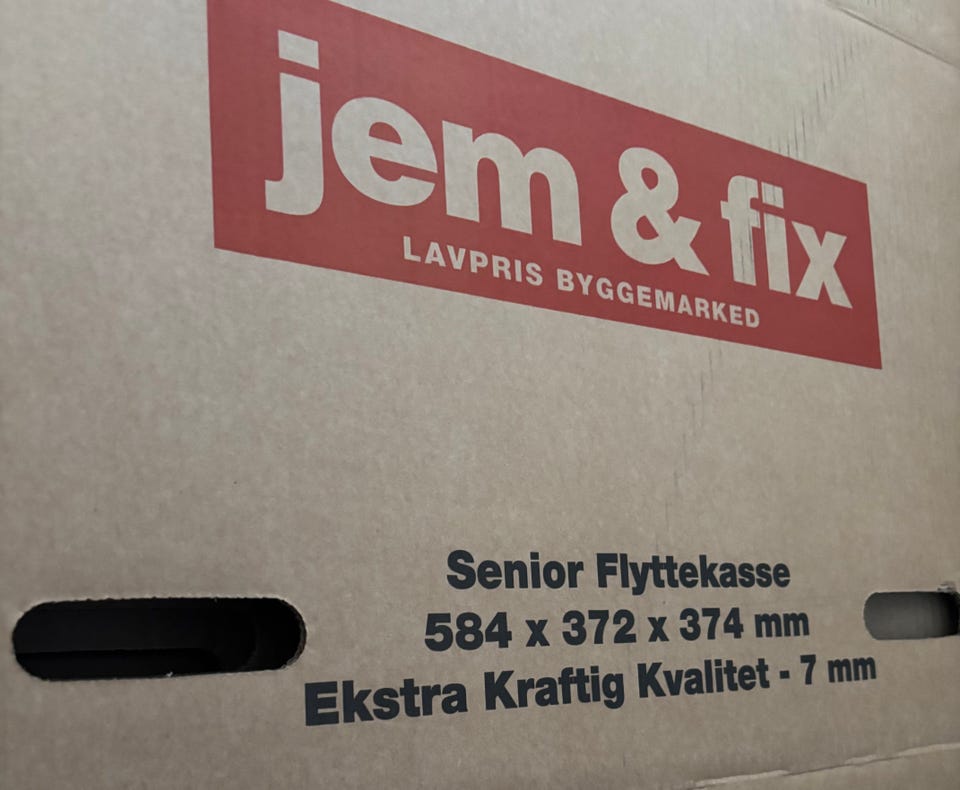 jem & fix
LAVPRIS BYGGEMARKED
Senior Flyttekasse
584 x 372 x 374 mm
Ekstra Kraftig Kvalitet - 7 mm